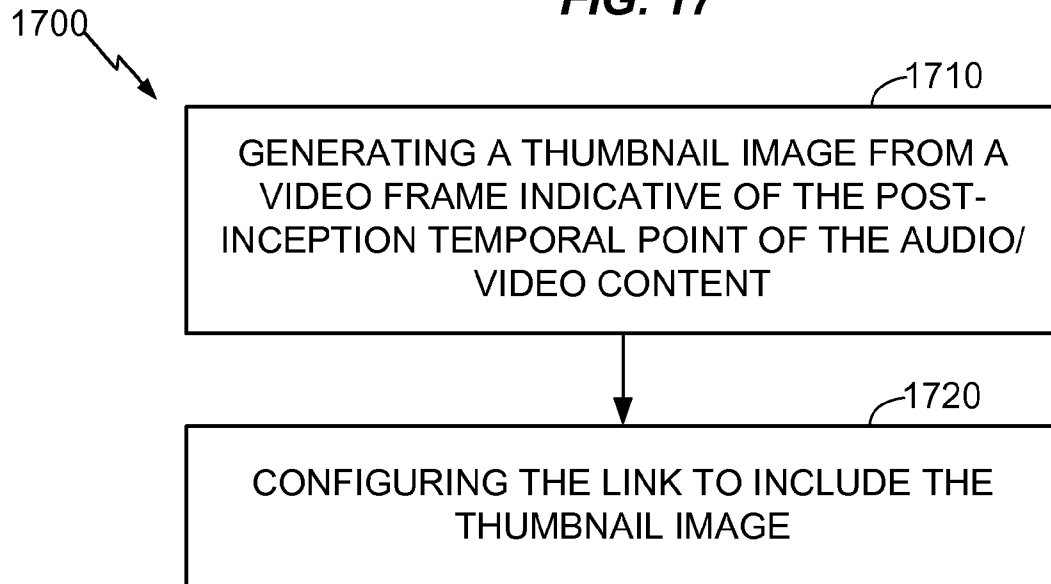 FIG. 17
1700
1710
GENERATING A THUMBNAIL IMAGE FROM A
VIDEO FRAME INDICATIVE OF THE POST-
INCEPTION TEMPORAL POINT OF THE AUDIO/
VIDEO CONTENT
1720
CONFIGURING THE LINK TO INCLUDE THE
THUMBNAIL IMAGE